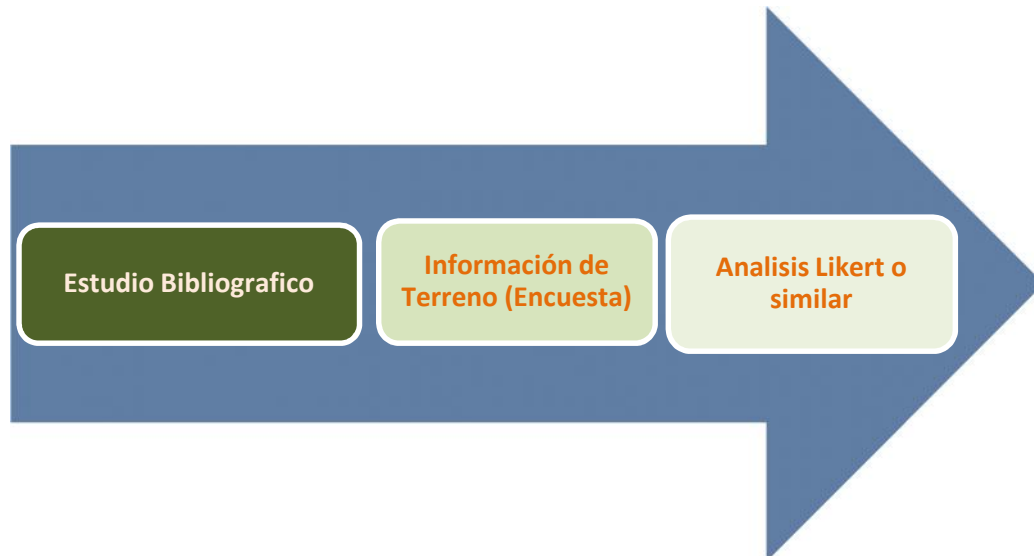 Estudio Bibliografico
Información de
Terreno (Encuesta)
Analisis Likert o
similar